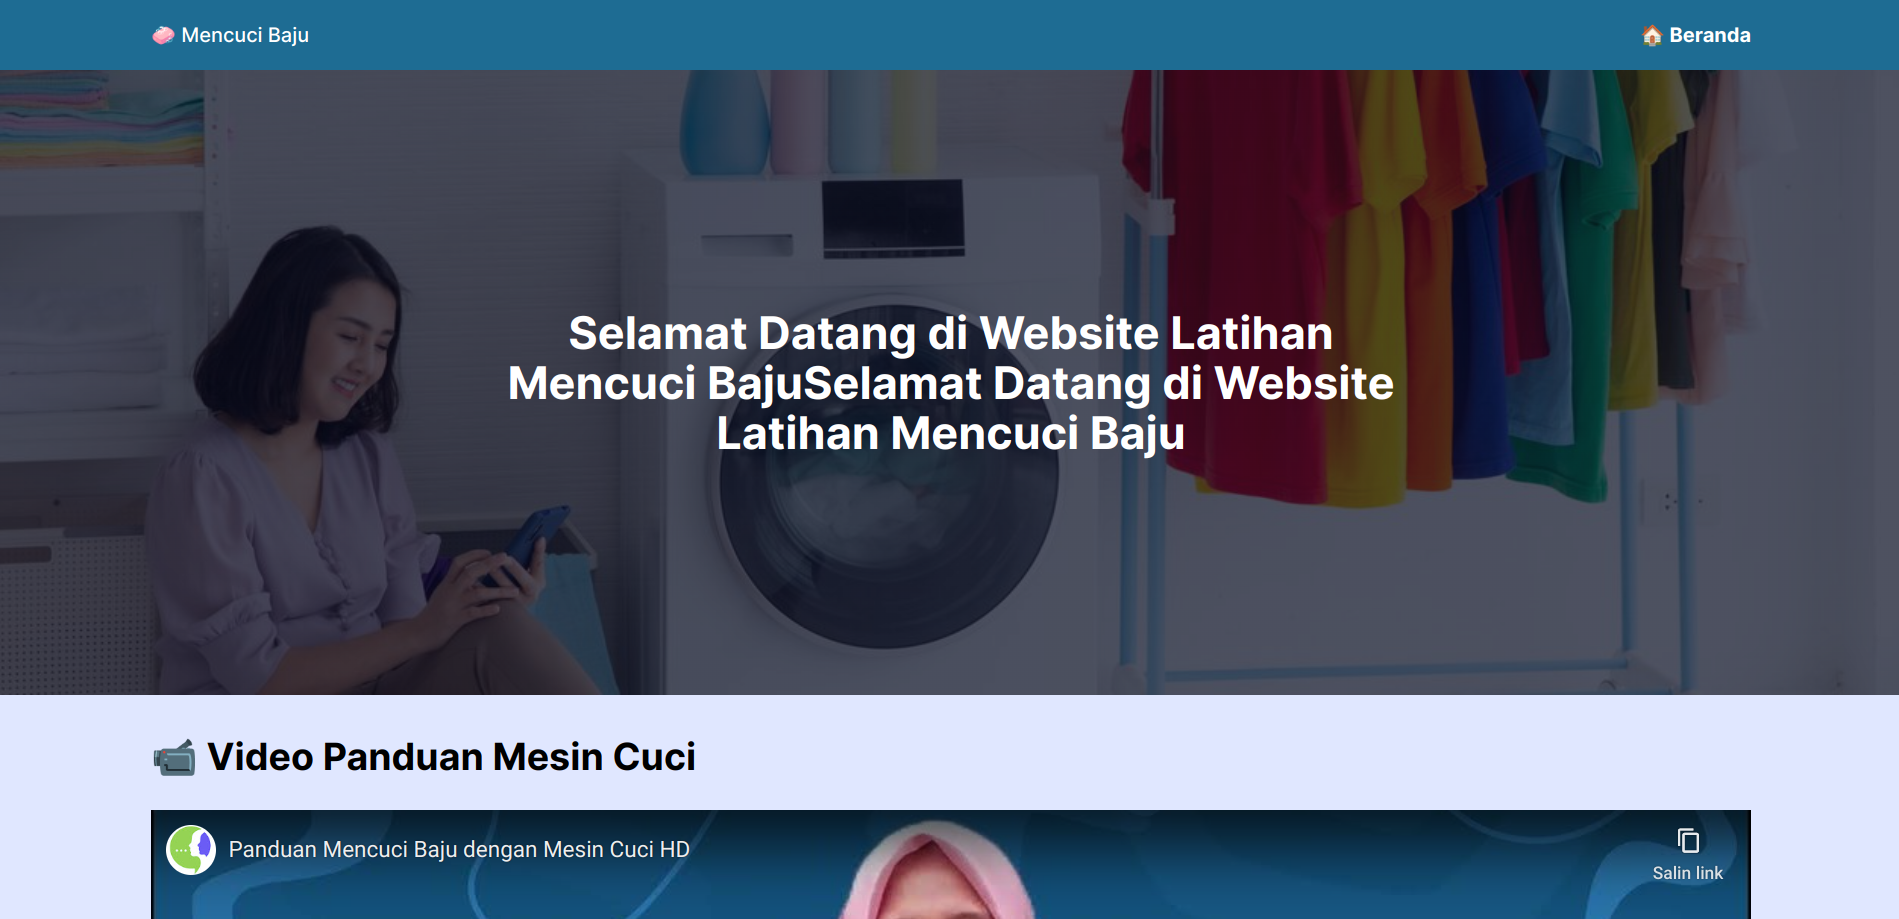 🧼 Mencuci Baju
🏠 Beranda
Selamat Datang di Website Latihan
Mencuci BajuSelamat Datang di Website
Latihan Mencuci Baju
📹 Video Panduan Mesin Cuci
Panduan Mencuci Baju dengan Mesin Cuci HD
Salin link